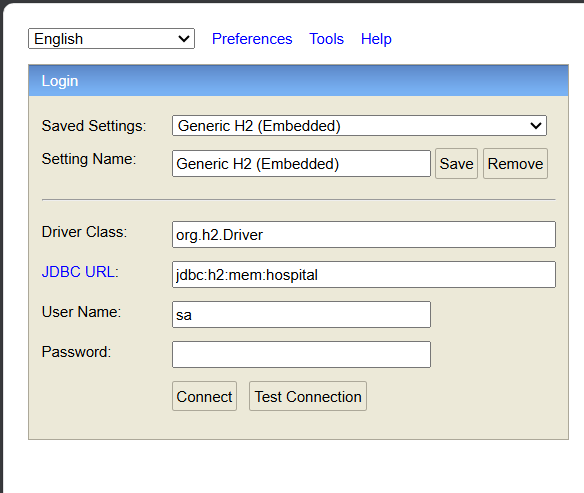 English Preferences Tools Help
Login
Saved Settings: Generic H2 (Embedded)
Setting Name: Generic H2 (Embedded) Save Remove
Driver Class: org.h2.Driver
JDBC URL: jdbc:h2:mem:hospital
User Name: sa
Password:
Connect Test Connection